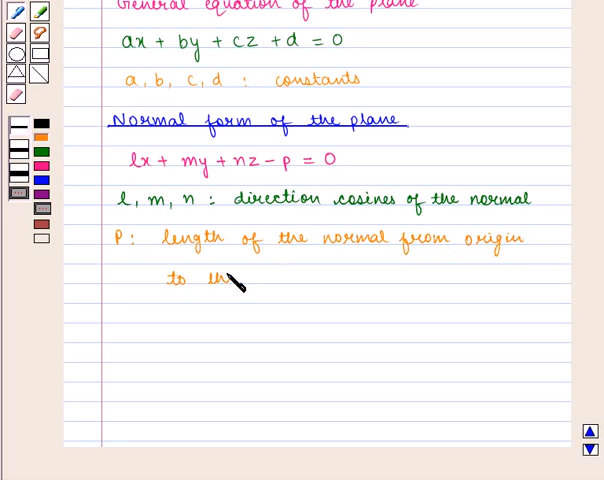 General equation of the plane
ax + by + cz + d = 0
a, b, c, d : constants
Normal form of the plane
lx + my + nz - p = 0
l, m, n : direction cosines of the normal
P : length of the normal from origin
to th